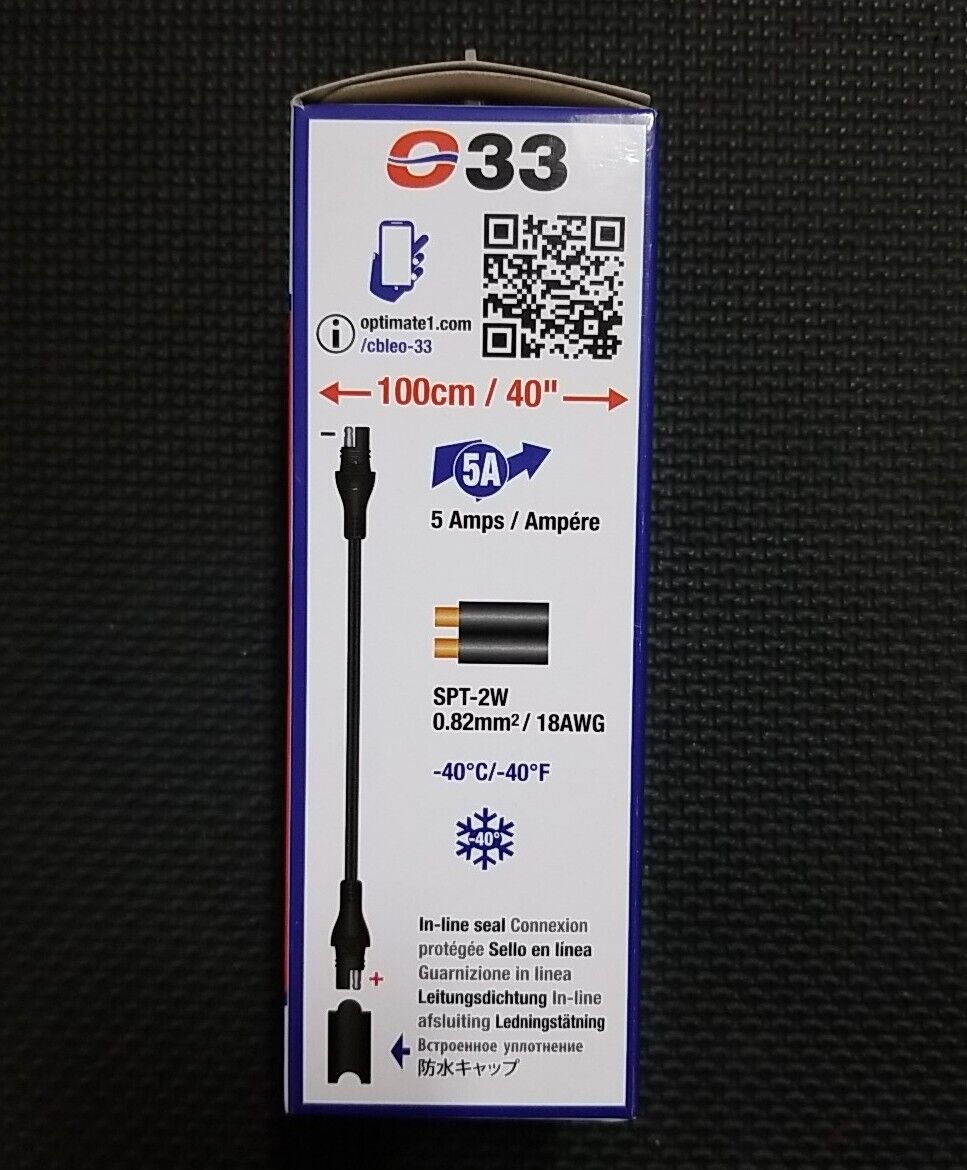 O33
optimate1.com
/cbleo-33
100cm / 40"
5A
5 Amps / Ampére
SPT-2W
0.82mm² / 18AWG
-40°C/-40°F
-40°
In-line seal Connexion
protégée Sello en línea
Guarnizione in linea
Leitungsdichtung In-line
afsluiting Ledningstätning
Встроенное уплотнение
防水キャップ